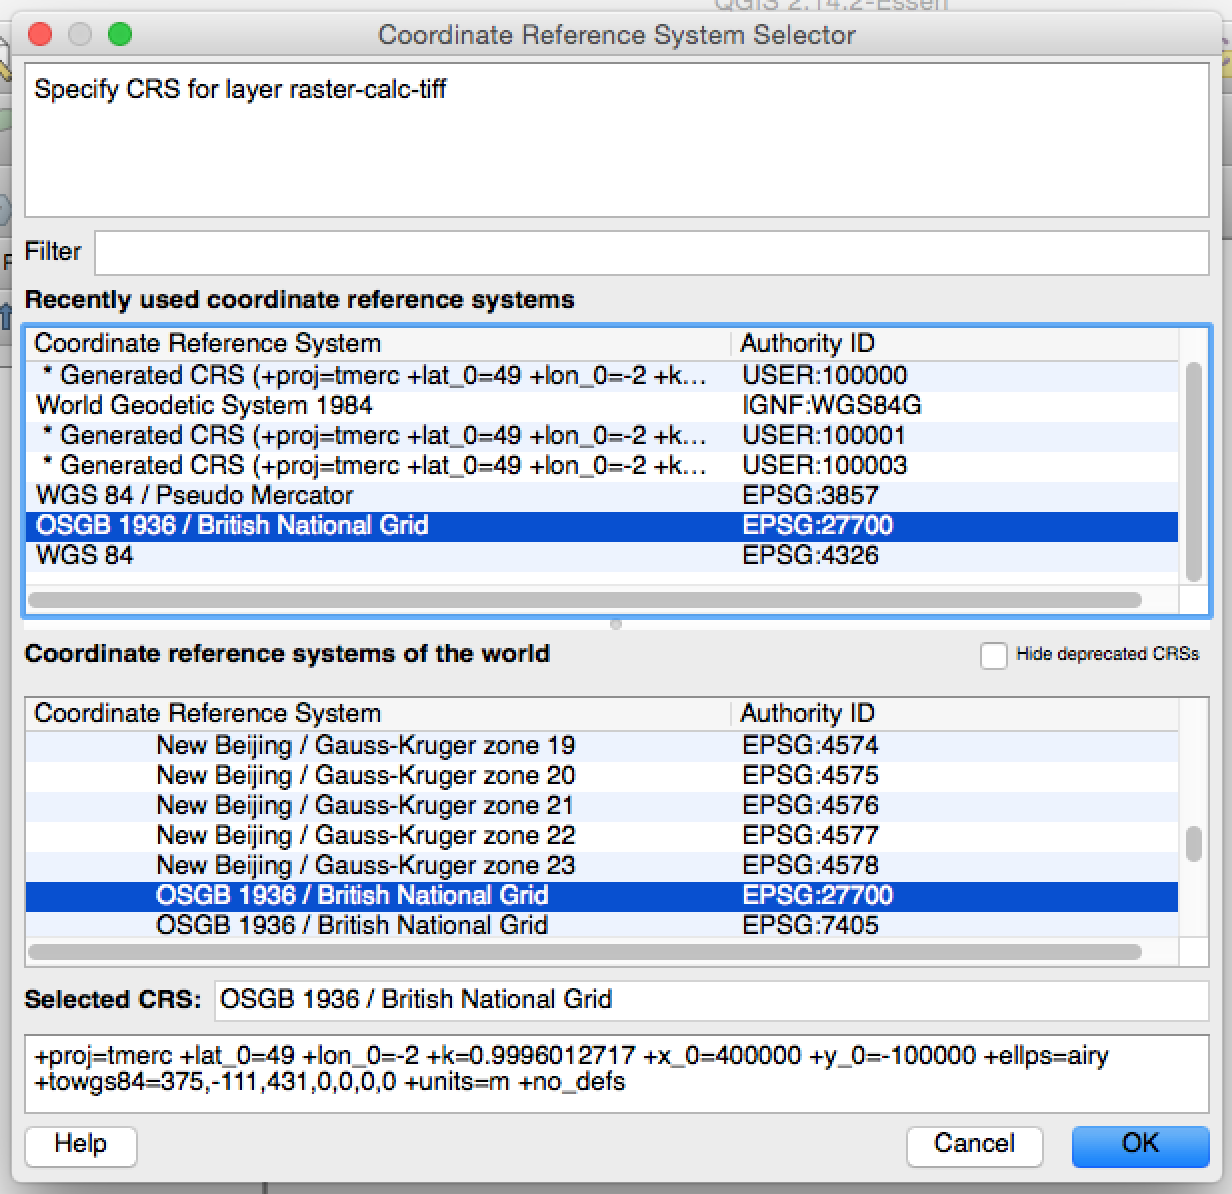 QGIS 2.14.2-Essen
Coordinate Reference System Selector
Specify CRS for layer raster-calc-tiff
Filter
Recently used coordinate reference systems
Coordinate Reference System Authority ID
* Generated CRS (+proj=tmerc +lat_0=49 +lon_0=-2 +k... USER:100000
World Geodetic System 1984 IGNF:WGS84G
* Generated CRS (+proj=tmerc +lat_0=49 +lon_0=-2 +k... USER:100001
* Generated CRS (+proj=tmerc +lat_0=49 +lon_0=-2 +k... USER:100003
WGS 84 / Pseudo Mercator EPSG:3857
OSGB 1936 / British National Grid EPSG:27700
WGS 84 EPSG:4326
Coordinate reference systems of the world Hide deprecated CRSs
Coordinate Reference System Authority ID
New Beijing / Gauss-Kruger zone 19 EPSG:4574
New Beijing / Gauss-Kruger zone 20 EPSG:4575
New Beijing / Gauss-Kruger zone 21 EPSG:4576
New Beijing / Gauss-Kruger zone 22 EPSG:4577
New Beijing / Gauss-Kruger zone 23 EPSG:4578
OSGB 1936 / British National Grid EPSG:27700
OSGB 1936 / British National Grid EPSG:7405
Selected CRS: OSGB 1936 / British National Grid
+proj=tmerc +lat_0=49 +lon_0=-2 +k=0.9996012717 +x_0=400000 +y_0=-100000 +ellps=airy
+towgs84=375,-111,431,0,0,0,0 +units=m +no_defs
Help Cancel OK